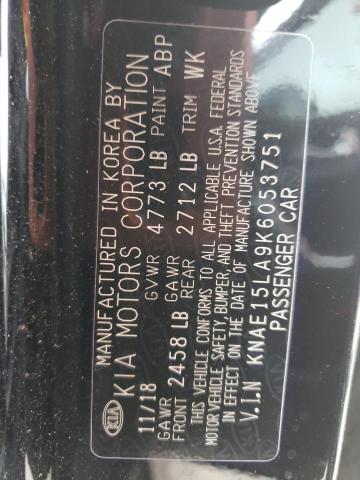 MANUFACTURED IN KOREA BY
KIA KIA MOTORS CORPORATION
11/18 GVWR 4773 LB PAINT ABP
GAWR FRONT 2458 LB GAWR REAR 2712 LB TRIM WK
THIS VEHICLE CONFORMS TO ALL APPLICABLE U.S.A. FEDERAL
MOTOR VEHICLE SAFETY BUMPER, AND THEFT PREVENTION STANDARDS
IN EFFECT ON THE DATE OF MANUFACTURE SHOWN ABOVE
V.I.N KNAE15LA9K6053751
PASSENGER CAR